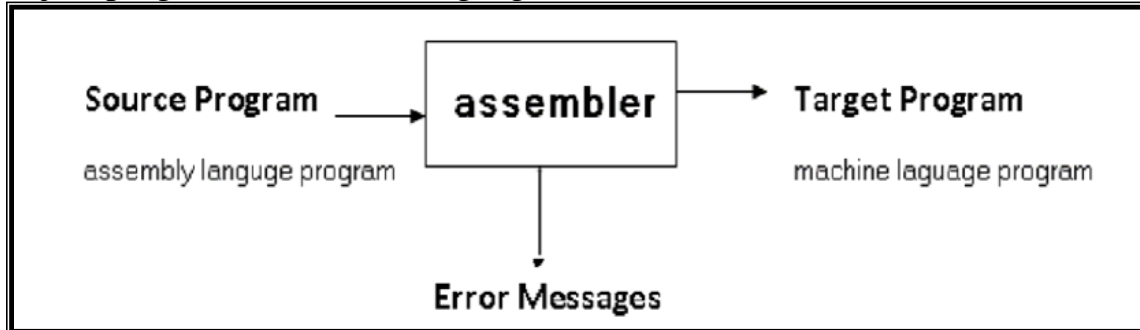 Source Program
assembler
Target Program
assembly languge program
machine laguage program
Error Messages